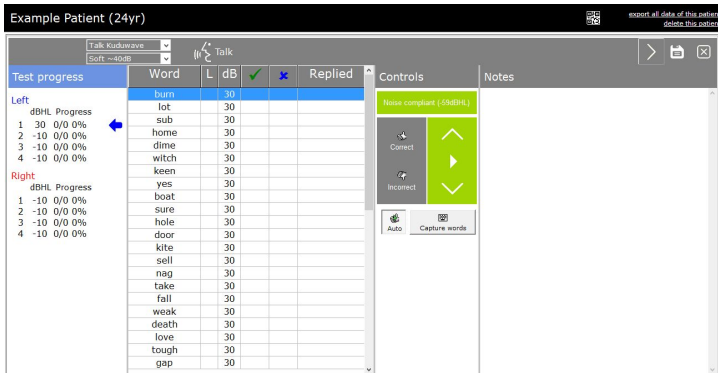 Example Patient (24yr)
export all data of this patien
delete this patien
Talk Kuduwave
Soft ~40dB
Talk
Test progress
Left
dBHL Progress
1 30 0/0 0%
2 -10 0/0 0%
3 -10 0/0 0%
4 -10 0/0 0%
Right
dBHL Progress
1 -10 0/0 0%
2 -10 0/0 0%
3 -10 0/0 0%
4 -10 0/0 0%
Word L dB Replied
burn 30
lot 30
sub 30
home 30
dime 30
witch 30
keen 30
yes 30
boat 30
sure 30
hole 30
door 30
kite 30
sell 30
nag 30
take 30
fall 30
weak 30
death 30
love 30
tough 30
gap 30
Controls
Noise compliant (-59dBHL)
Correct
Incorrect
Auto
Capture words
Notes